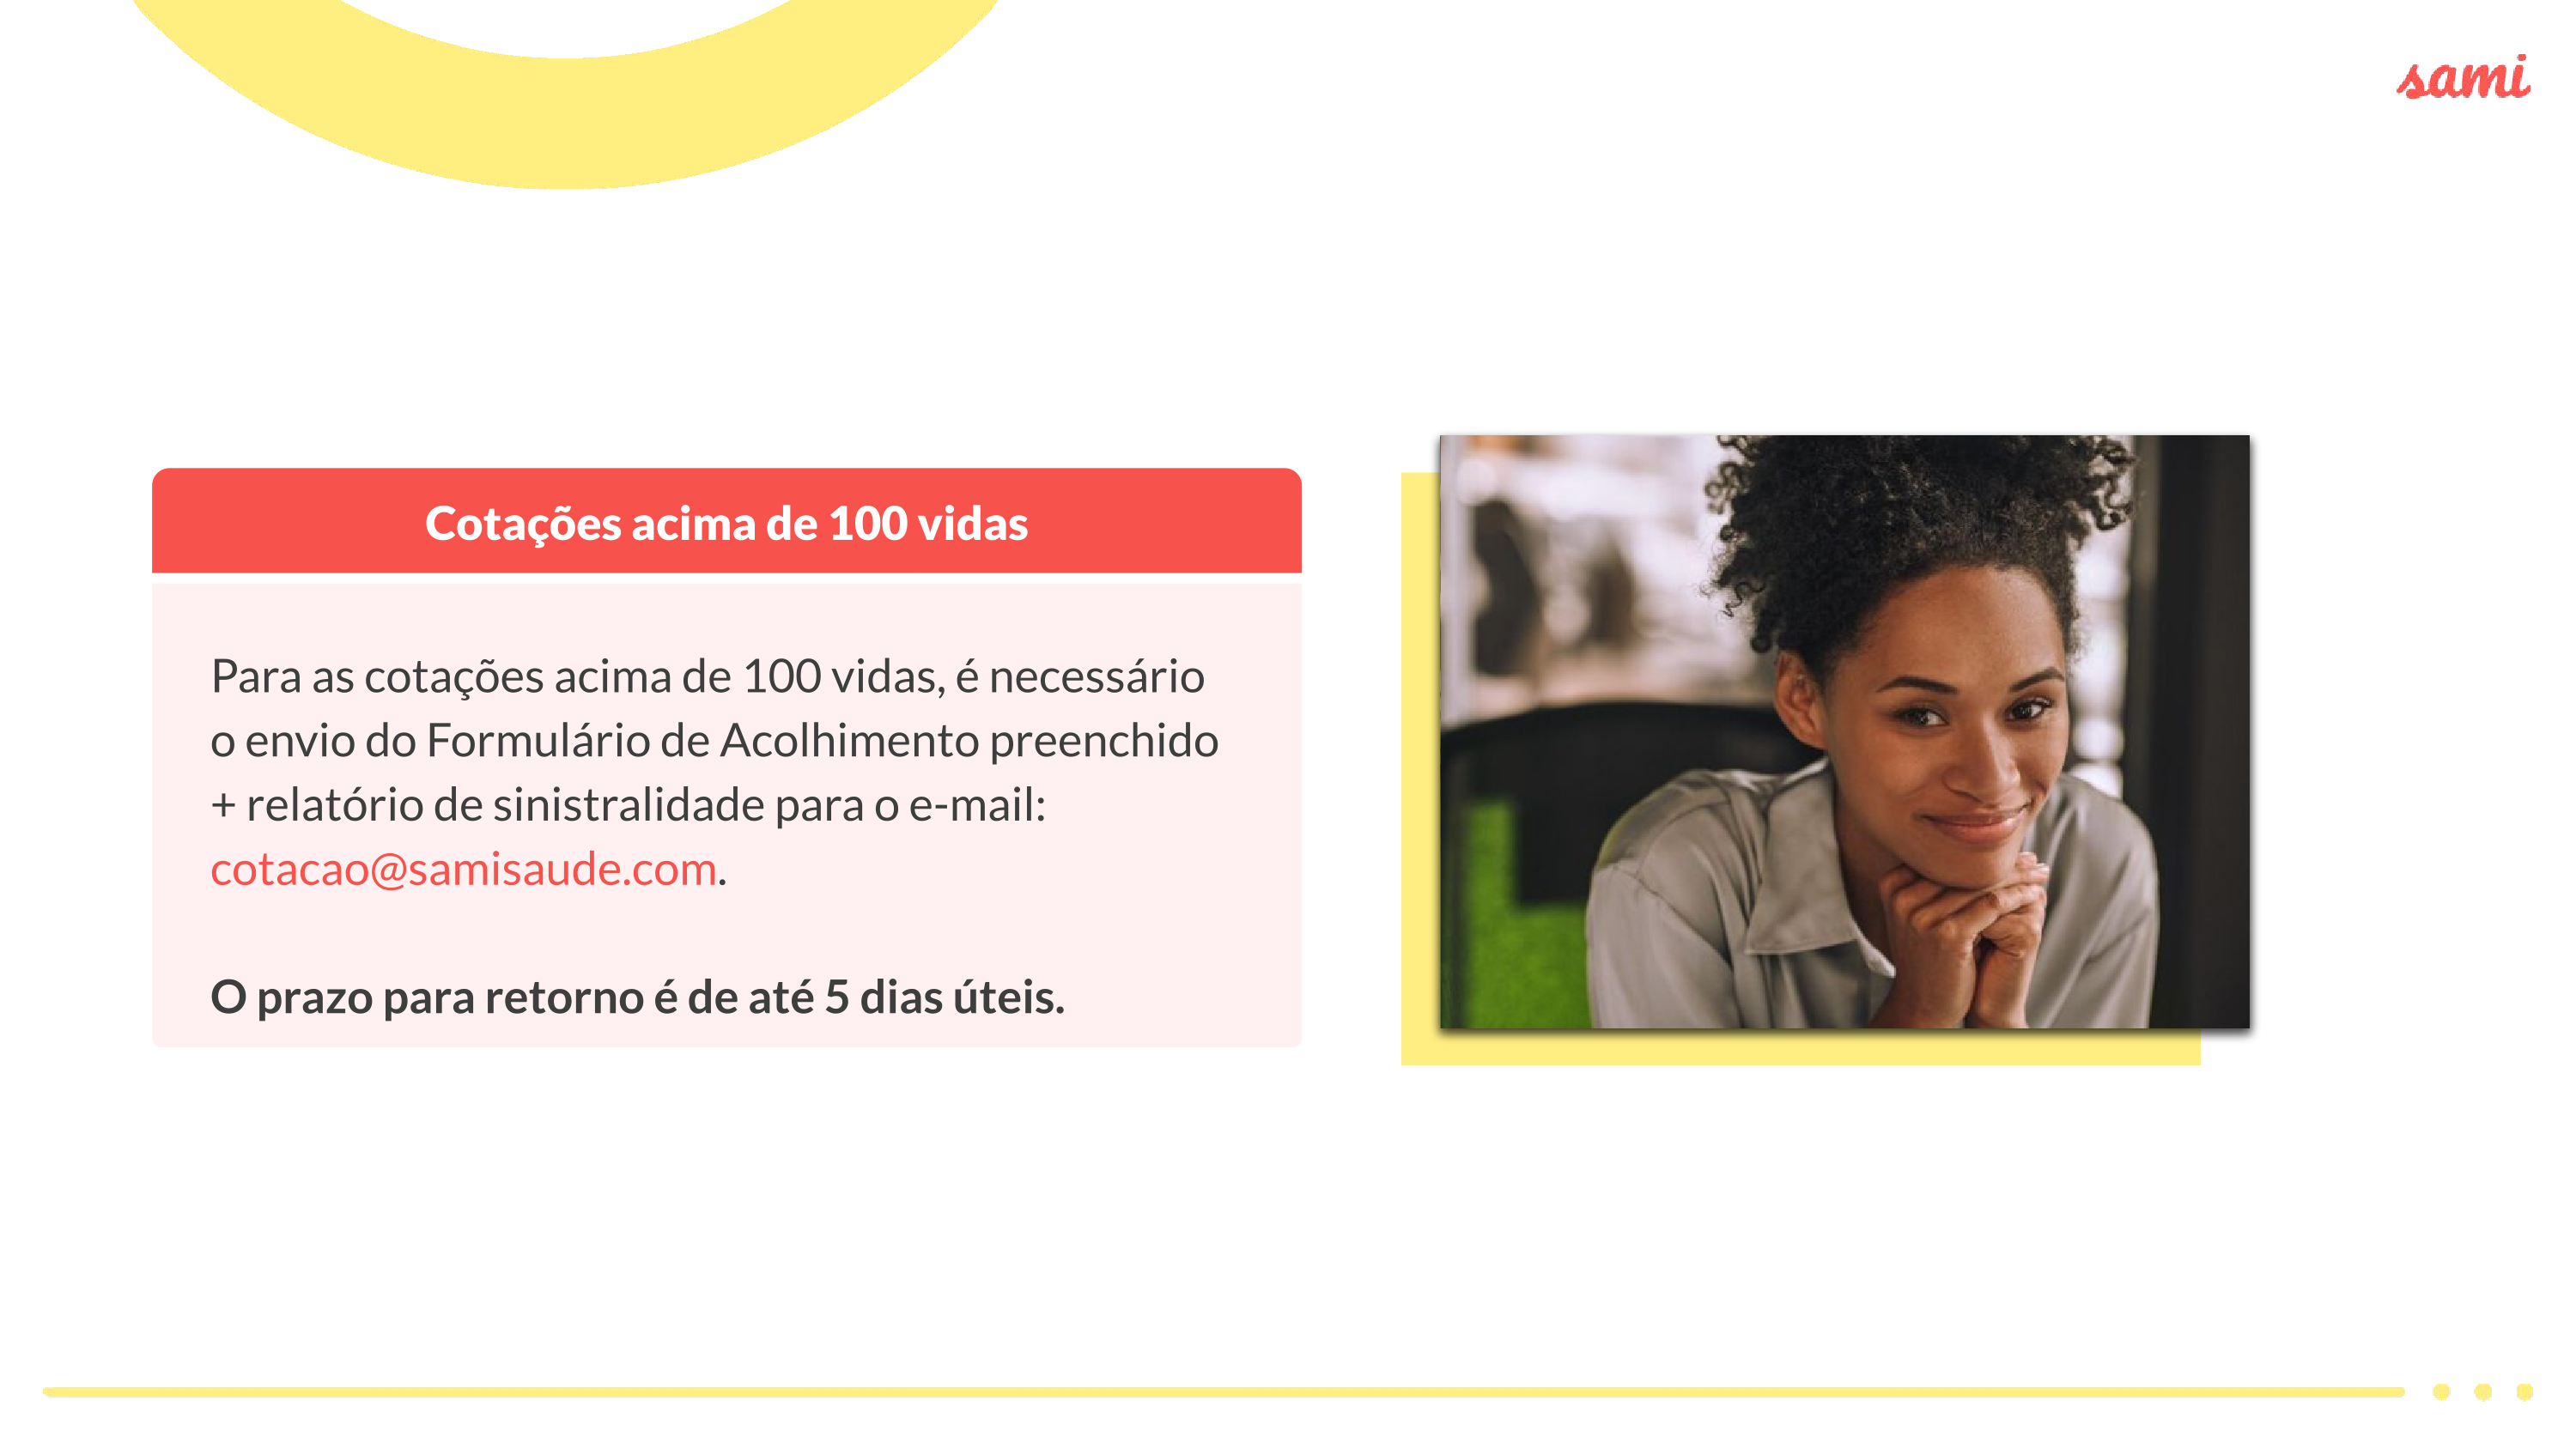 sami
Cotações acima de 100 vidas
Para as cotações acima de 100 vidas, é necessário
o envio do Formulário de Acolhimento preenchido
+ relatório de sinistralidade para o e-mail:
cotacao@samisaude.com.
O prazo para retorno é de até 5 dias úteis.